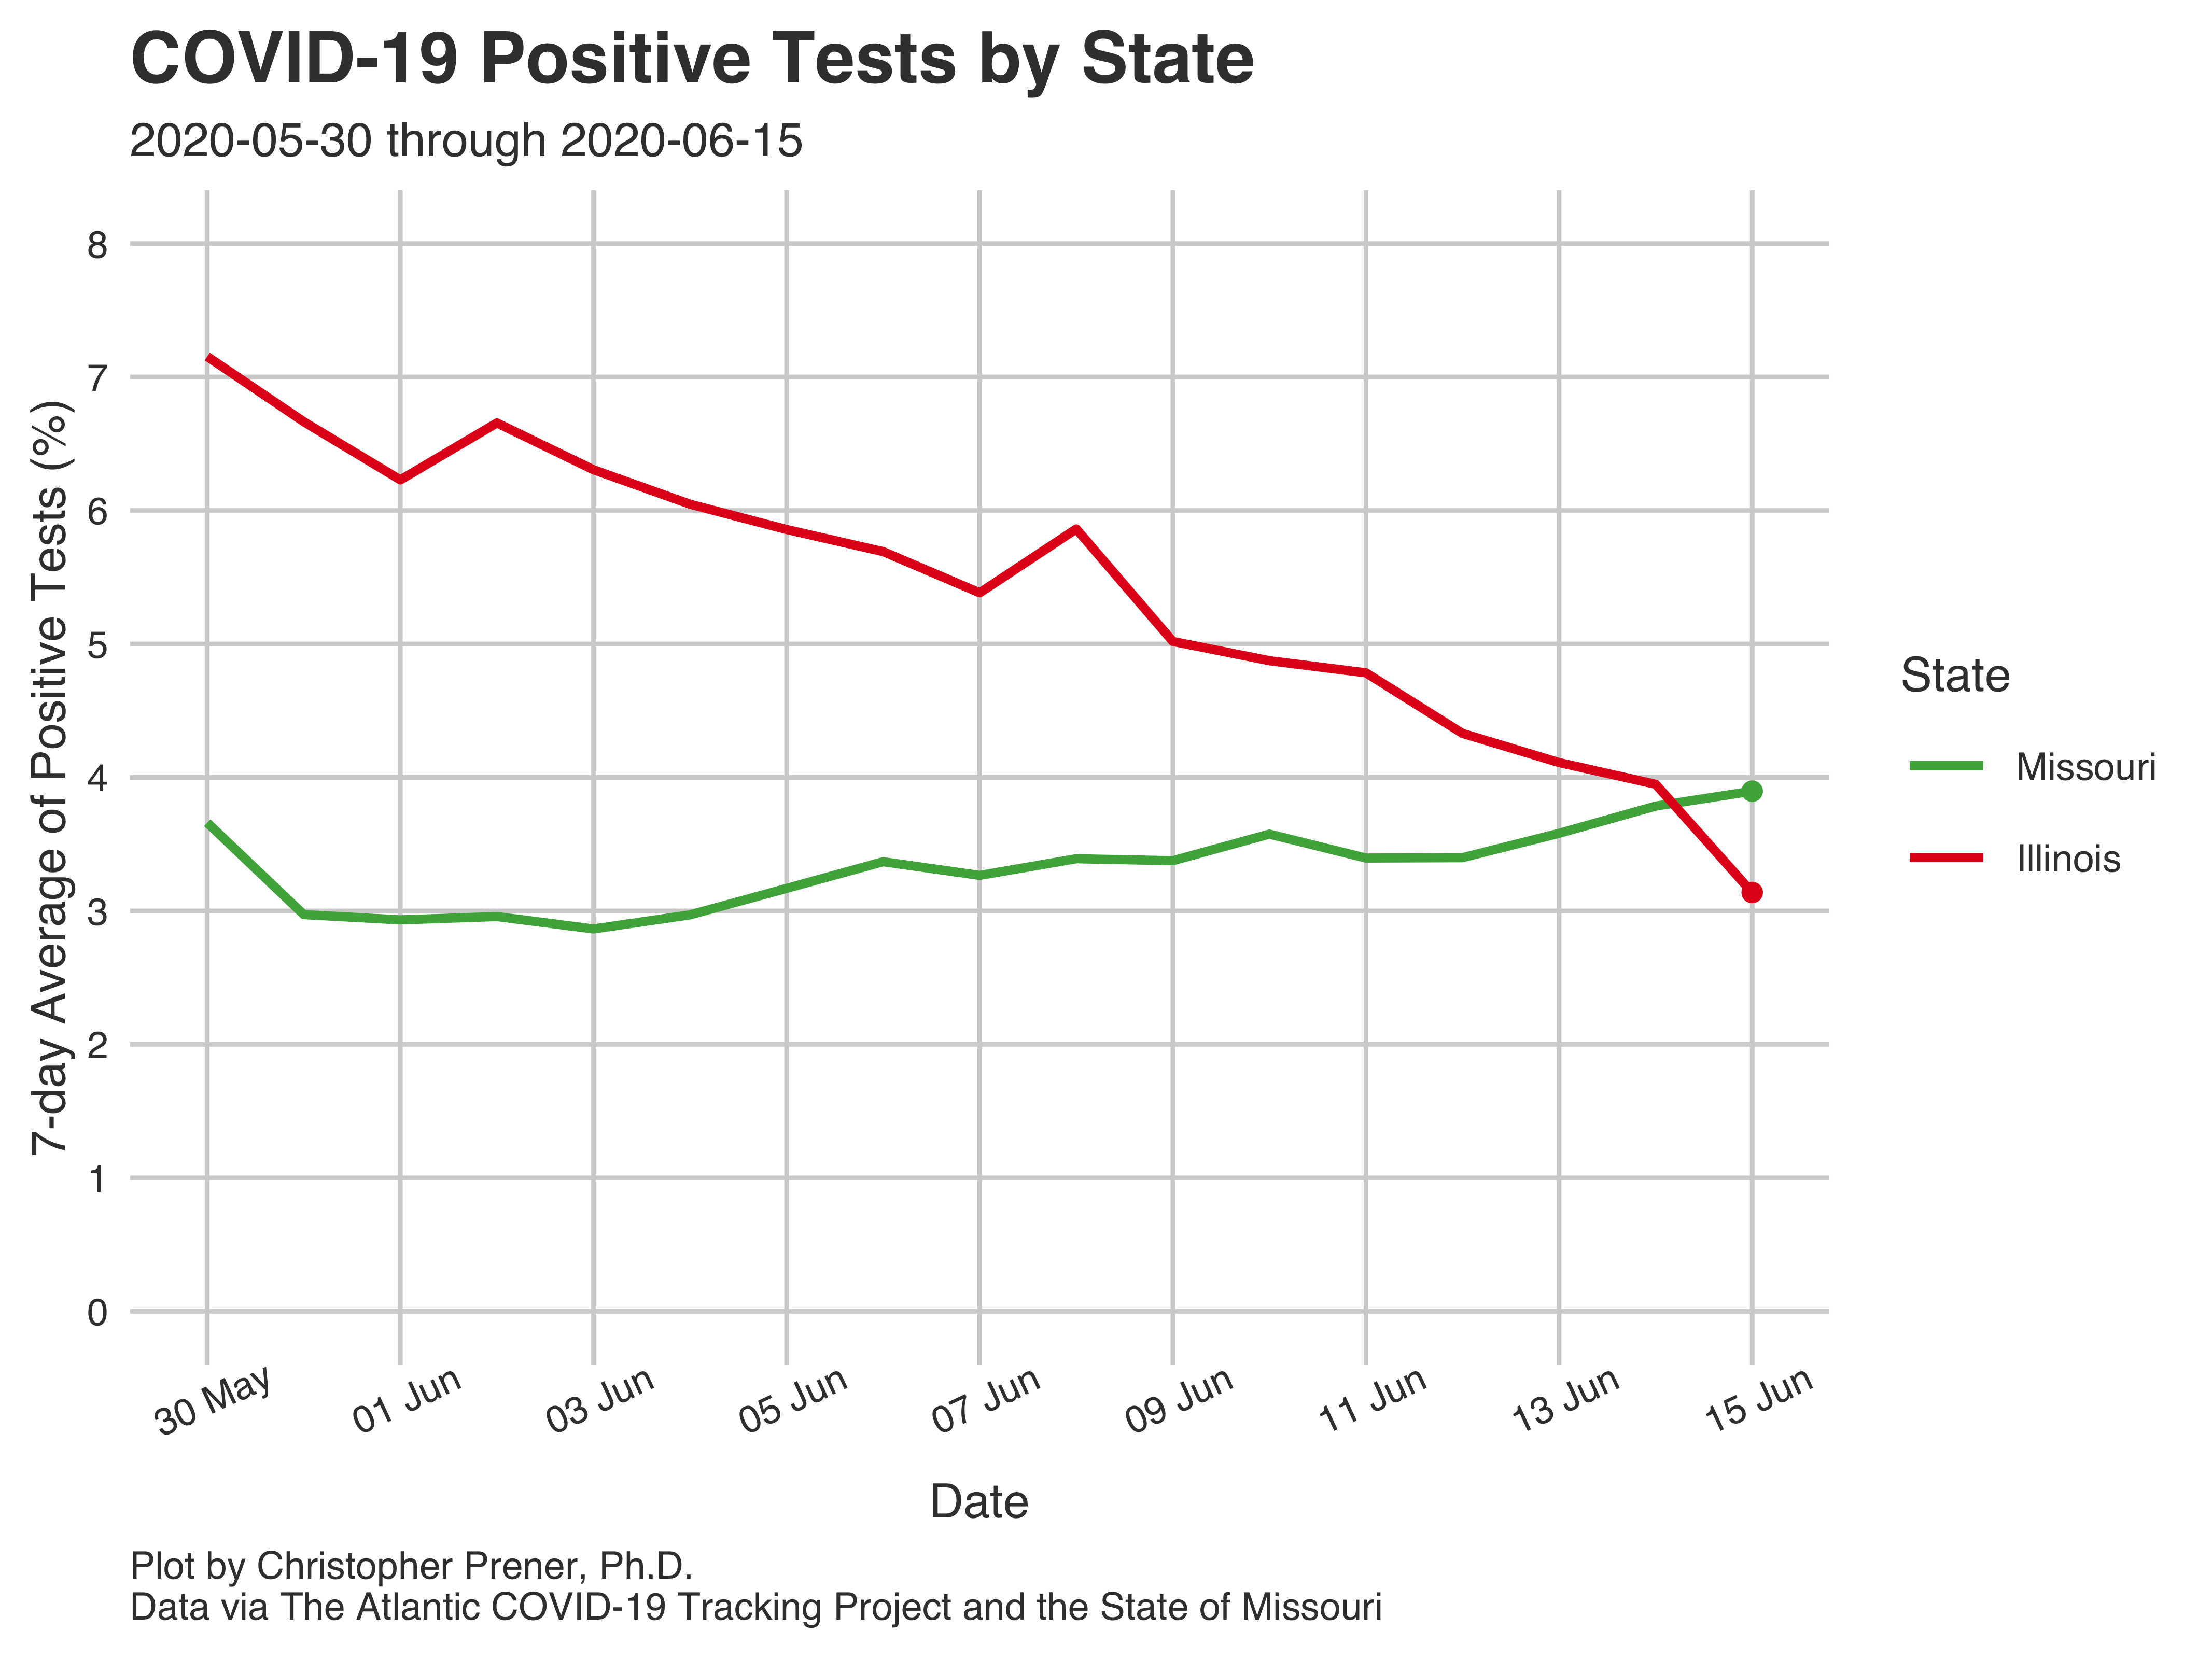 COVID-19 Positive Tests by State
2020-05-30 through 2020-06-15
8
7
6
5
4
3
2
1
0
7-day Average of Positive Tests (%)
30 May
01 Jun
03 Jun
05 Jun
07 Jun
09 Jun
11 Jun
13 Jun
15 Jun
Date
State
Missouri
Illinois
Plot by Christopher Prener, Ph.D.
Data via The Atlantic COVID-19 Tracking Project and the State of Missouri